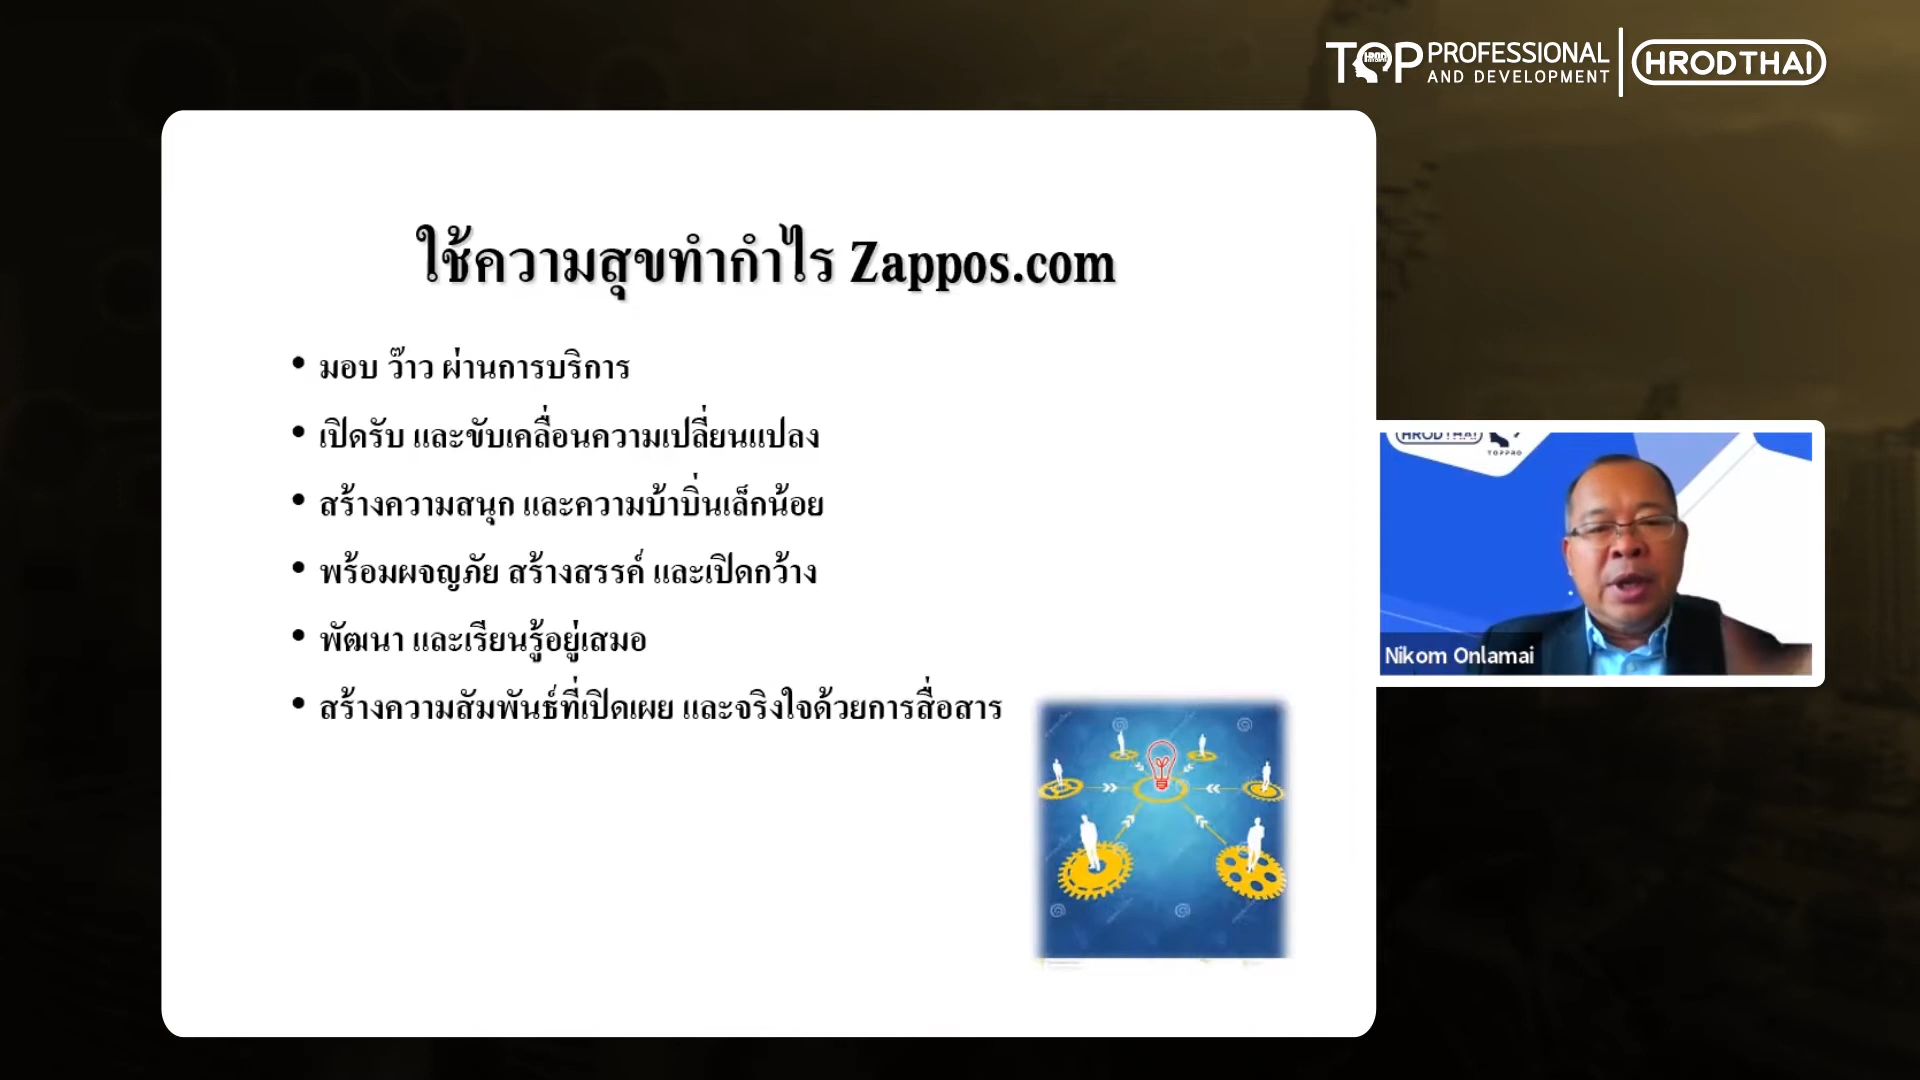 TOP PROFESSIONAL
AND DEVELOPMENT
HRODTHAI
ใช้ความสุขทำกำไร Zappos.com
• มอบ ว๊าว ผ่านการบริการ
• เปิดรับ และขับเคลื่อนความเปลี่ยนแปลง
• สร้างความสนุก และความบ้าบิ่นเล็กน้อย
• พร้อมผจญภัย สร้างสรรค์ และเปิดกว้าง
• พัฒนา และเรียนรู้อยู่เสมอ
• สร้างความสัมพันธ์ที่เปิดเผย และจริงใจด้วยการสื่อสาร
HRODTHAI
TOPPRO
Nikom Onlamai